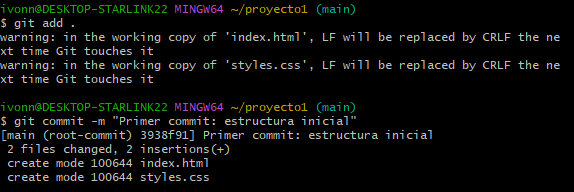 ivonn@DESKTOP-STARLINK22 MINGW64 ~/proyecto1 (main)
$ git add .
warning: in the working copy of 'index.html', LF will be replaced by CRLF the ne
xt time Git touches it
warning: in the working copy of 'styles.css', LF will be replaced by CRLF the ne
xt time Git touches it
ivonn@DESKTOP-STARLINK22 MINGW64 ~/proyecto1 (main)
$ git commit -m "Primer commit: estructura inicial"
[main (root-commit) 3938f91] Primer commit: estructura inicial
 2 files changed, 2 insertions(+)
 create mode 100644 index.html
 create mode 100644 styles.css